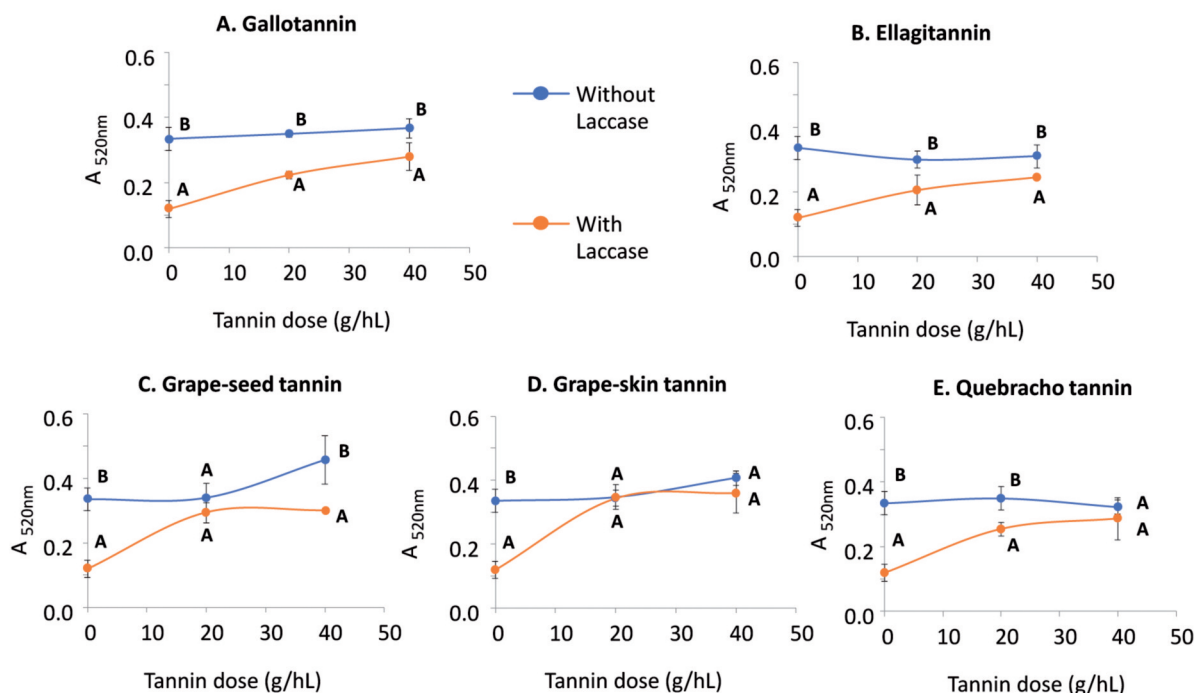 A. Gallotannin
0.6
0.4
0.2
0.0
A 520nm
B
B
B
A
A
A
0 10 20 30 40 50
Tannin dose (g/hL)
Without
Laccase
With
Laccase
B. Ellagitannin
0.6
0.4
0.2
0.0
A 520nm
B
B
B
A
A
A
0 10 20 30 40 50
Tannin dose (g/hL)
C. Grape-seed tannin
0.6
0.4
0.2
0.0
A 520nm
B
A
B
A
A
A
0 10 20 30 40 50
Tannin dose (g/hL)
D. Grape-skin tannin
0.6
0.4
0.2
0.0
A 520nm
B
A
A
A
A
A
0 10 20 30 40 50
Tannin dose (g/hL)
E. Quebracho tannin
0.6
0.4
0.2
0.0
A 520nm
B
B
A
A
A
A
0 10 20 30 40 50
Tannin dose (g/hL)